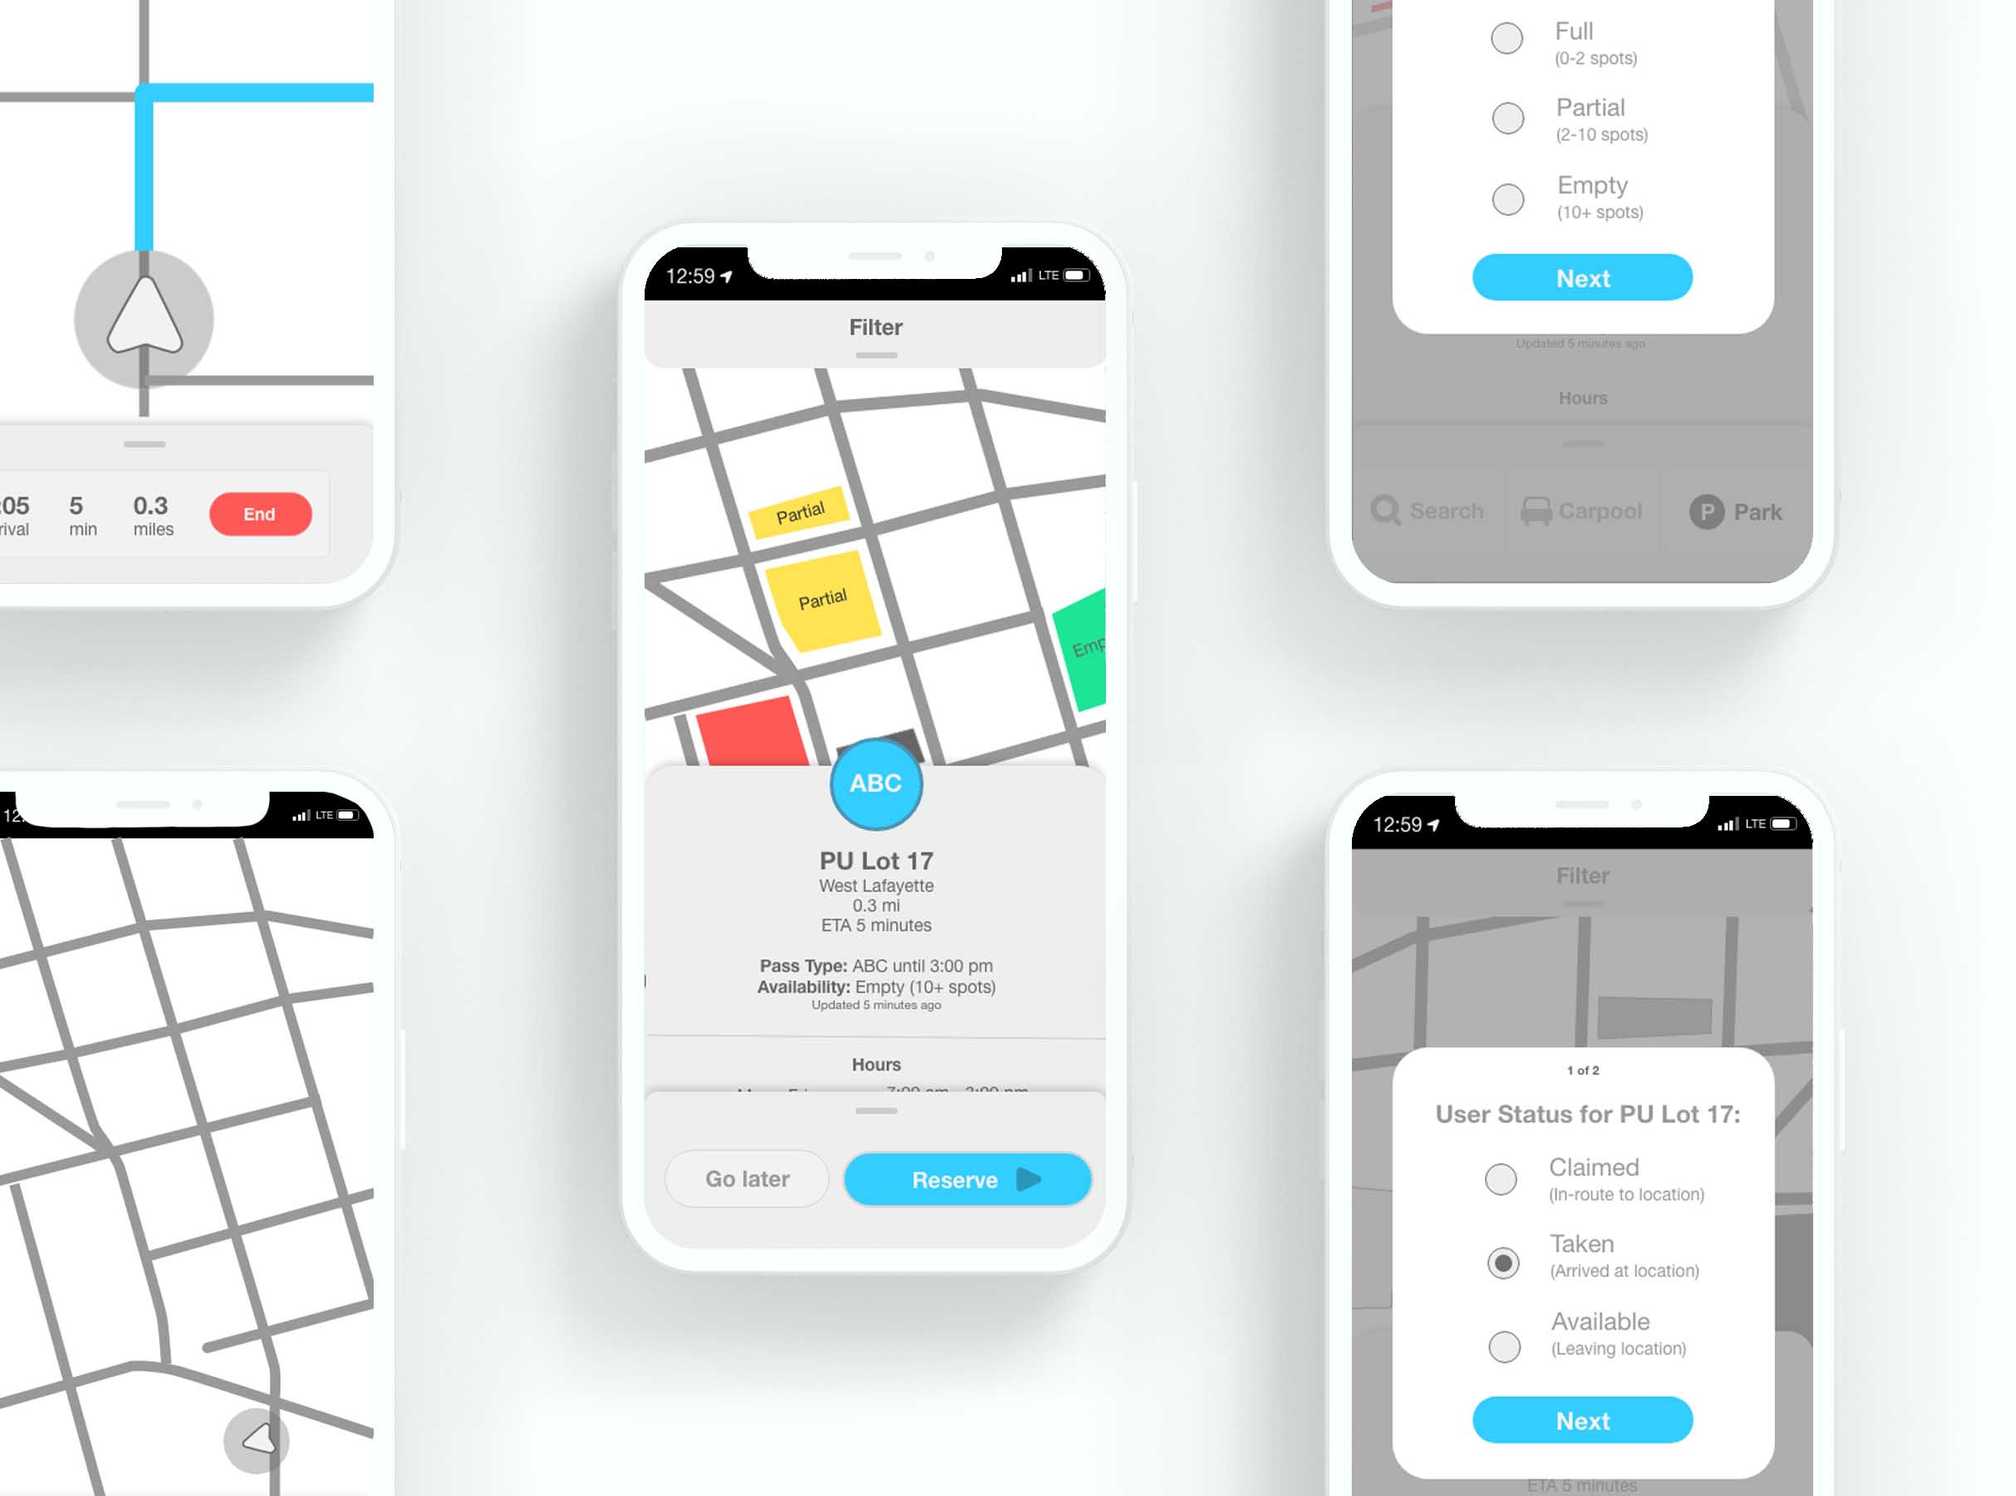 :05
rival
5
min
0.3
miles
End
12:
LTE
12:59
LTE
Filter
Partial
Partial
Emp
ABC
PU Lot 17
West Lafayette
0.3 mi
ETA 5 minutes
Pass Type: ABC until 3:00 pm
Availability: Empty (10+ spots)
Updated 5 minutes ago
Hours
Go later
Reserve
Full
(0-2 spots)
Partial
(2-10 spots)
Empty
(10+ spots)
Next
Updated 5 minutes ago
Hours
Search
Carpool
P Park
12:59
LTE
Filter
1 of 2
User Status for PU Lot 17:
Claimed
(In-route to location)
Taken
(Arrived at location)
Available
(Leaving location)
Next
ETA 5 minutes